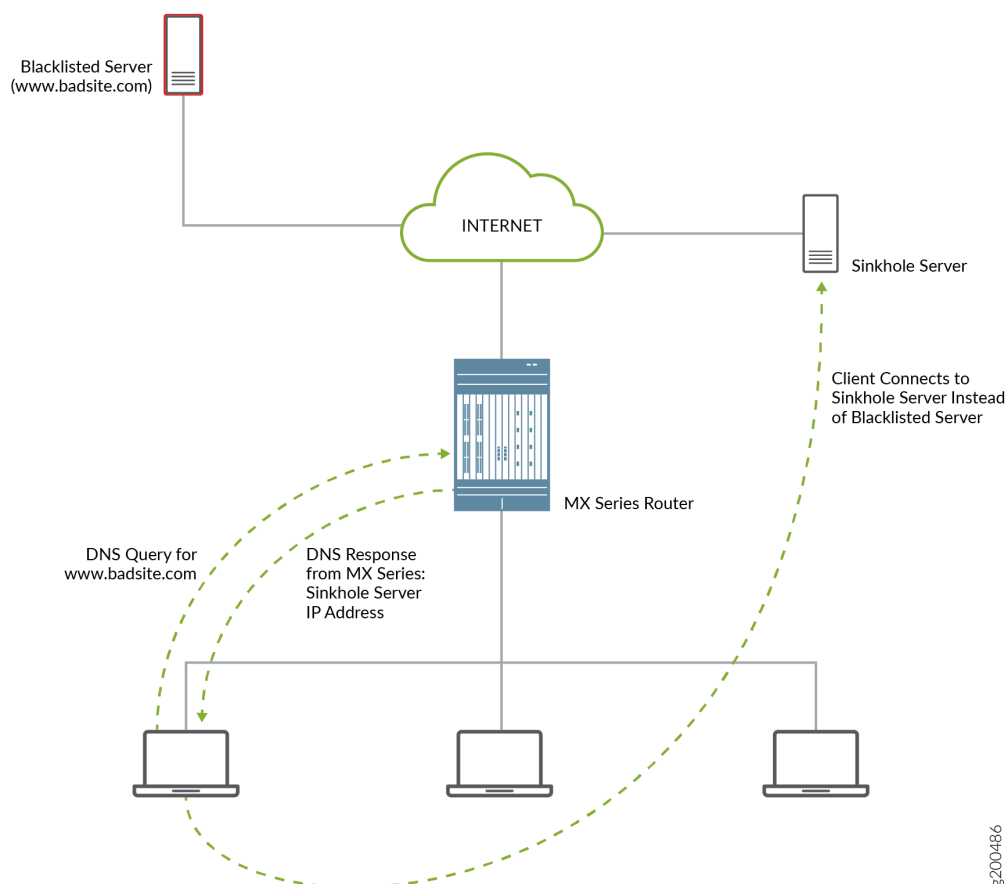 Blacklisted Server
(www.badsite.com)
INTERNET
Sinkhole Server
Client Connects to
Sinkhole Server Instead
of Blacklisted Server
MX Series Router
DNS Query for
www.badsite.com
DNS Response
from MX Series:
Sinkhole Server
IP Address
g200486